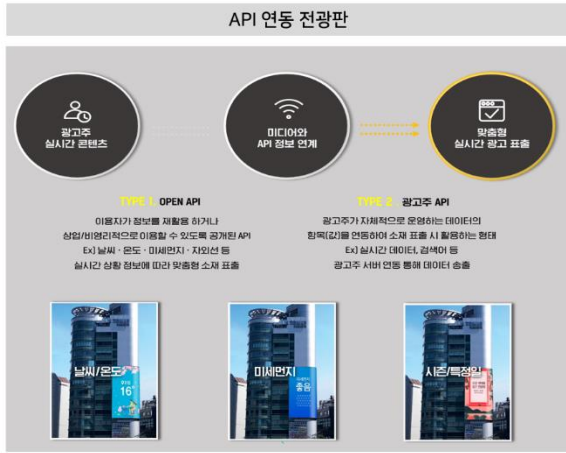 API 연동 전광판
광고주
실시간 콘텐츠
미디어와
API 정보 연계
맞춤형
실시간 광고 표출
TYPE 1. OPEN API
이용자가 정보를 재활용 하거나
상업/비영리적으로 이용할 수 있도록 공개된 API
Ex) 날씨 · 온도 · 미세먼지 · 자외선 등
실시간 상황 정보에 따라 맞춤형 소재 표출
TYPE 2. 광고주 API
광고주가 자체적으로 운영하는 데이터의
항목(값)을 연동하여 소재 표출 시 활용하는 형태
Ex) 실시간 데이터, 검색어 등
광고주 서버 연동 통해 데이터 송출
날씨/온도
16°
미세먼지
좋음
시즌/특정일